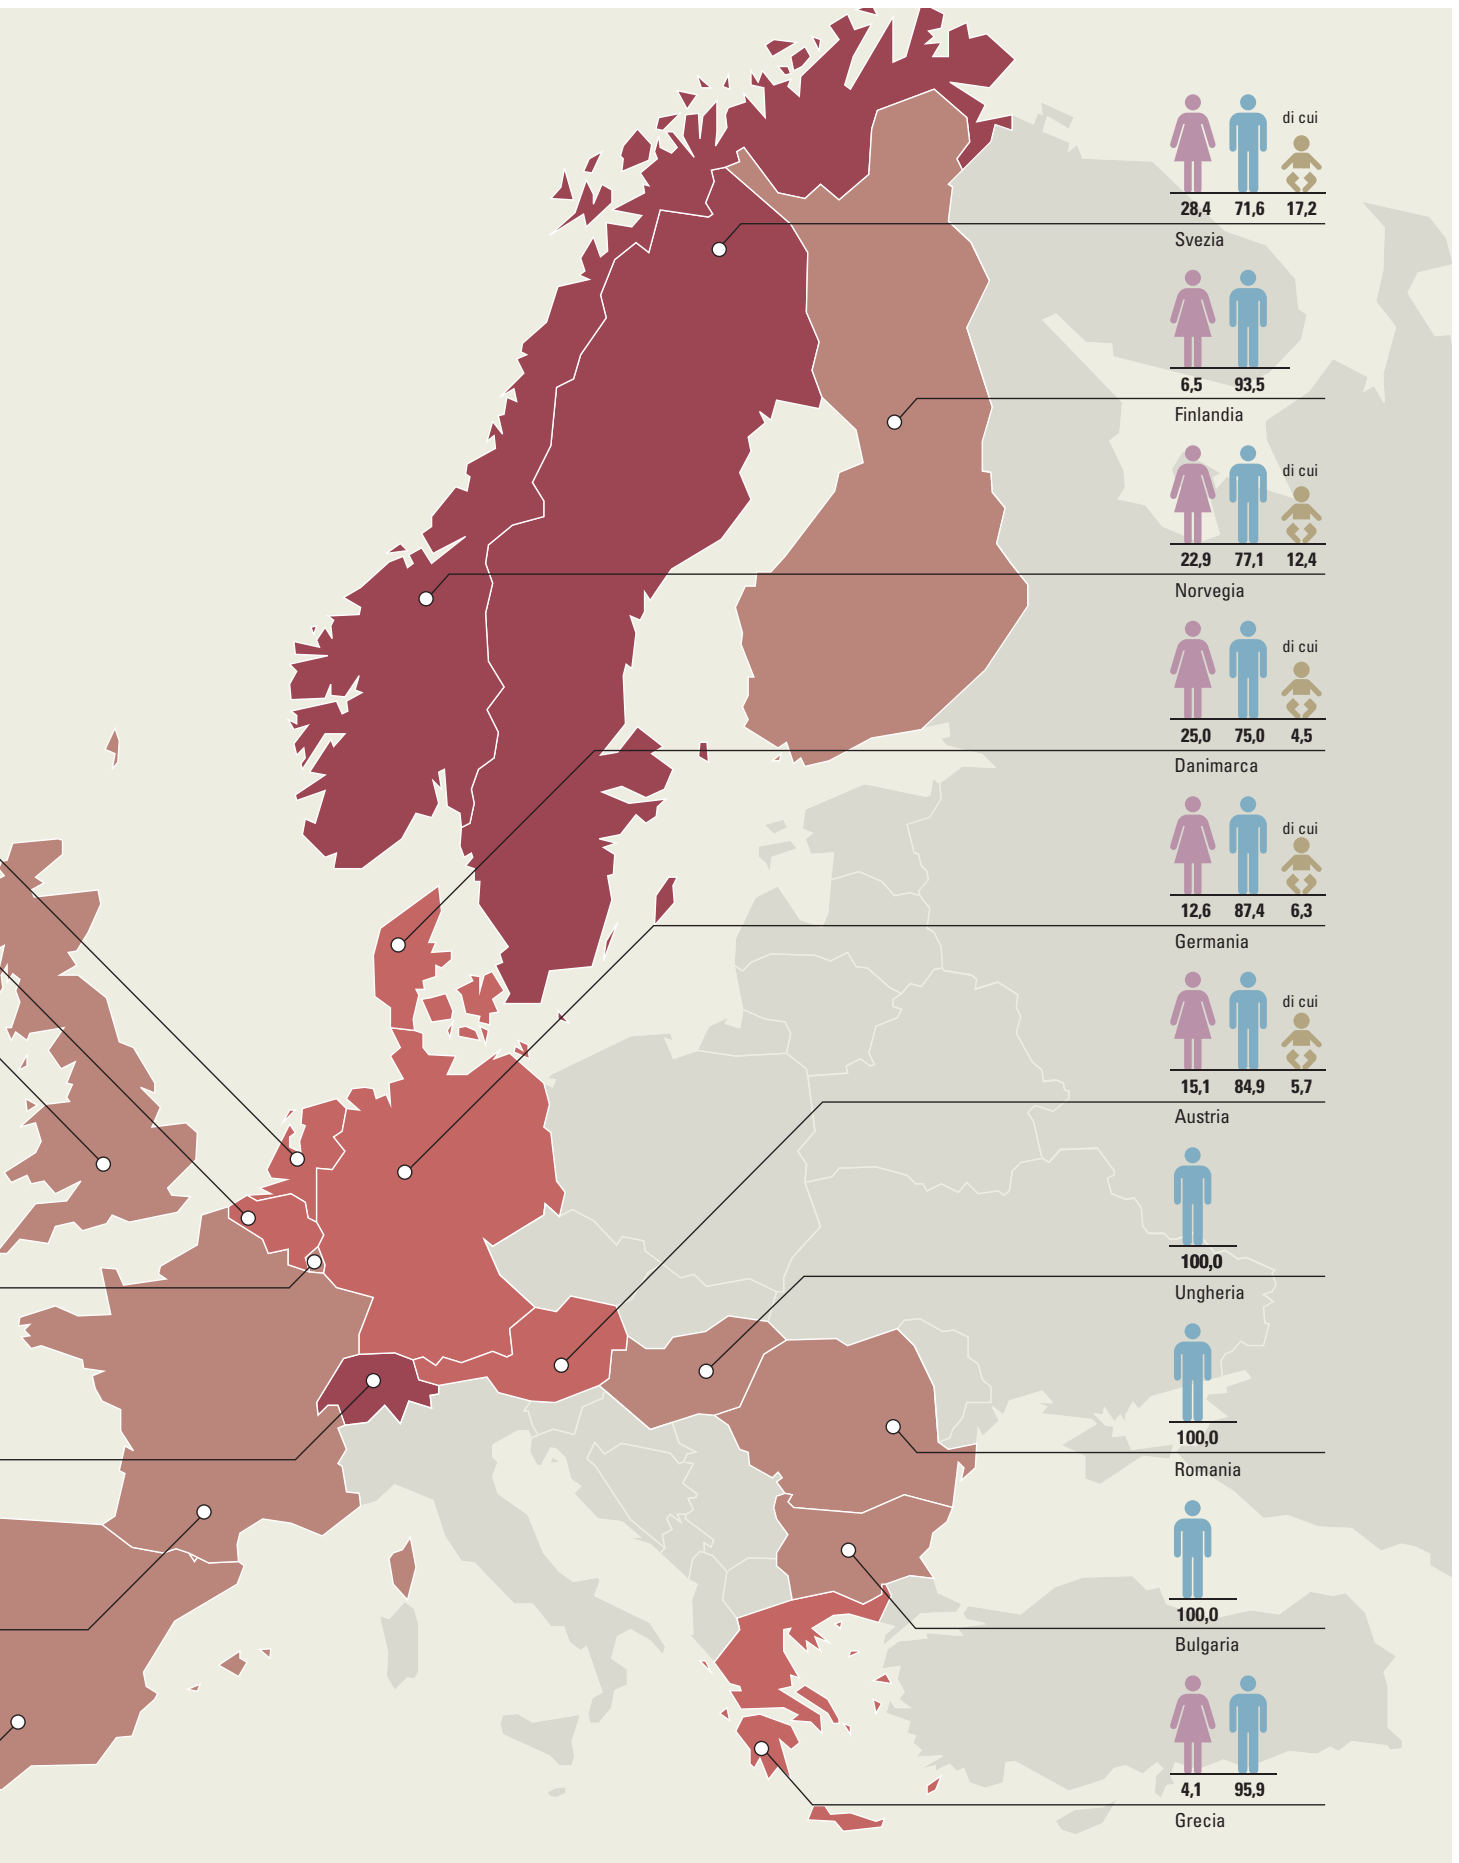 di cui
28,4 71,6 17,2
Svezia
6,5 93,5
Finlandia
di cui
22,9 77,1 12,4
Norvegia
di cui
25,0 75,0 4,5
Danimarca
di cui
12,6 87,4 6,3
Germania
di cui
15,1 84,9 5,7
Austria
100,0
Ungheria
100,0
Romania
100,0
Bulgaria
4,1 95,9
Grecia